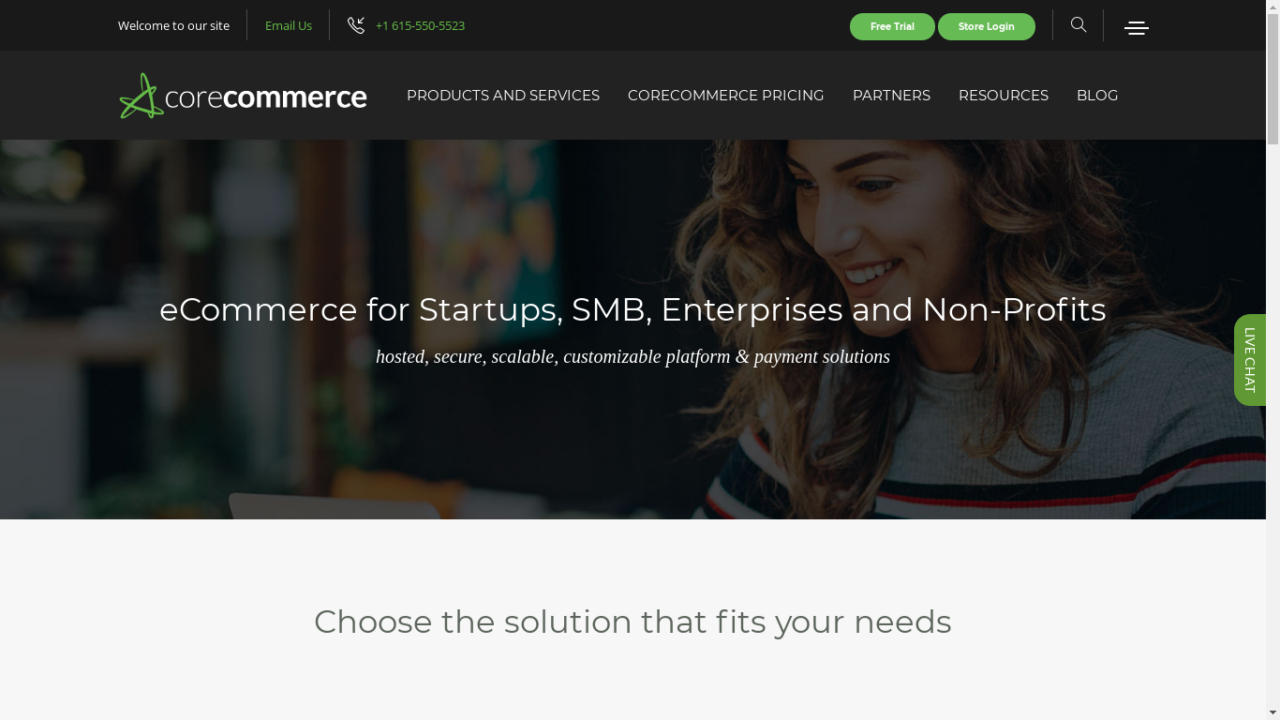 Welcome to our site
Email Us
+1 615-550-5523
Free Trial
Store Login
corecommerce
PRODUCTS AND SERVICES
CORECOMMERCE PRICING
PARTNERS
RESOURCES
BLOG
eCommerce for Startups, SMB, Enterprises and Non-Profits
hosted, secure, scalable, customizable platform & payment solutions
LIVE CHAT
Choose the solution that fits your needs